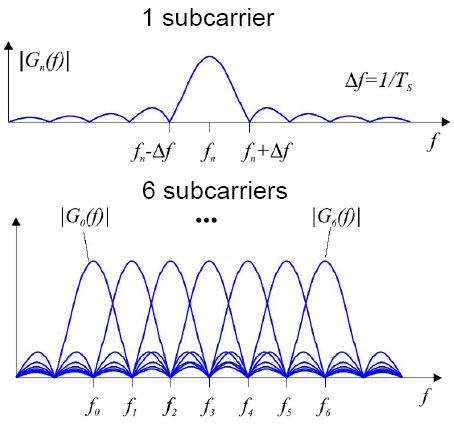 1 subcarrier
|Gn(f)|
Δf=1/TS
fn-Δf fn fn+Δf f
6 subcarriers
|G0(f)| ... |G6(f)|
f0 f1 f2 f3 f4 f5 f6 f